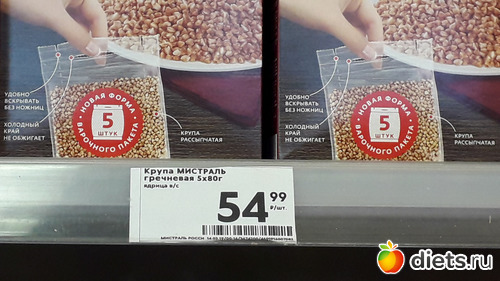 УДОБНО
ВСКРЫВАТЬ
БЕЗ НОЖНИЦ
ХОЛОДНЫЙ
КРАЙ
НЕ ОБЖИГАЕТ
НОВАЯ ФОРМА
5
ШТУК
ВАРОЧНОГО ПАКЕТА
КРУПА
РАССЫПЧАТАЯ
УДОБНО
ВСКРЫВАТЬ
БЕЗ НОЖНИЦ
ХОЛОДНЫЙ
КРАЙ
НЕ ОБЖИГАЕТ
НОВАЯ ФОРМА
5
ШТУК
ВАРОЧНОГО ПАКЕТА
КРУПА
РАССЫПЧАТАЯ
Крупа МИСТРАЛЬ
гречневая 5х80г
ядрица в/с
54 99
₽/шт.
МИСТРАЛЬ РОССИ
diets.ru